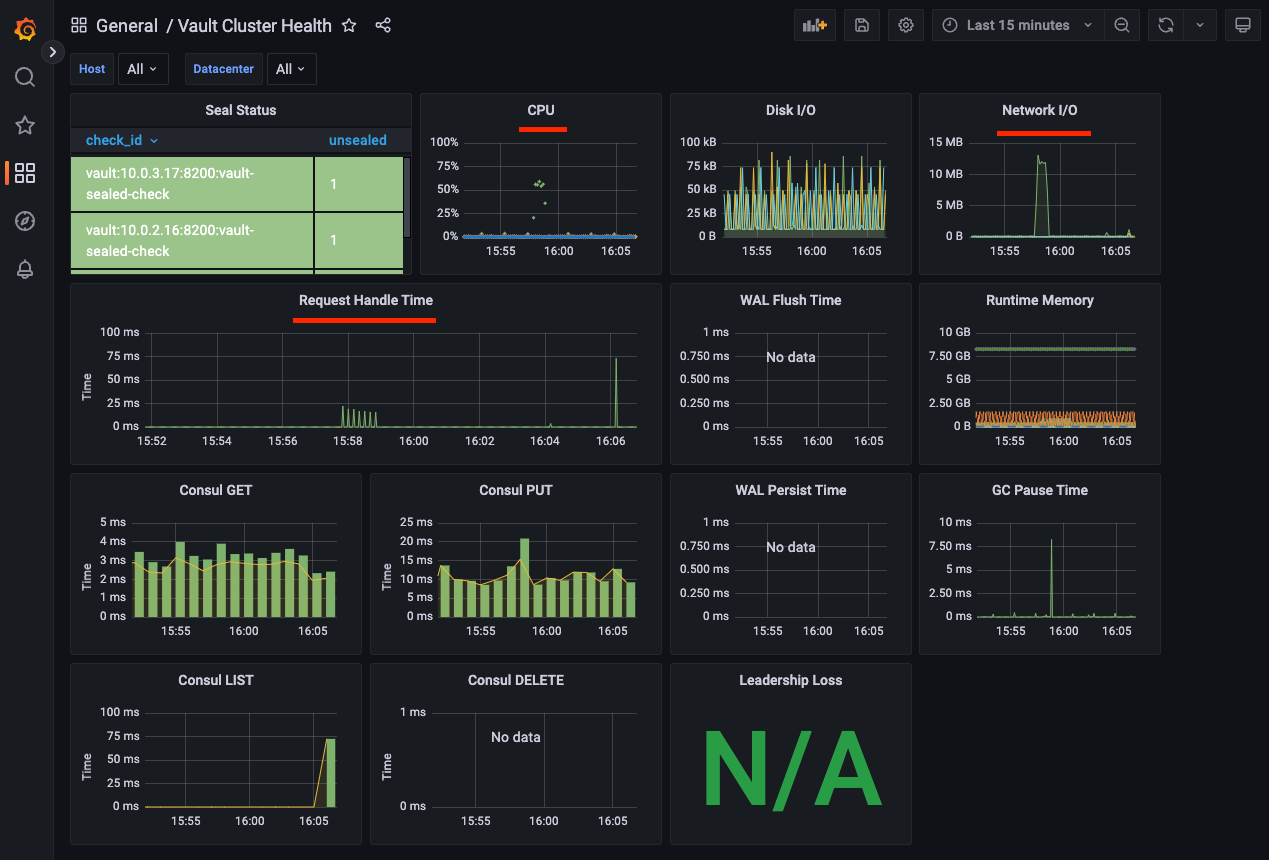 General / Vault Cluster Health
Last 15 minutes
Host All Datacenter All
Seal Status
check_id unsealed
vault:10.0.3.17:8200:vault-
sealed-check
1
vault:10.0.2.16:8200:vault-
sealed-check
1
CPU
100%
75%
50%
25%
0%
15:55 16:00 16:05
Disk I/O
100 kB
75 kB
50 kB
25 kB
0 B
15:55 16:00 16:05
Network I/O
15 MB
10 MB
5 MB
0 B
15:55 16:00 16:05
Request Handle Time
Time
100 ms
75 ms
50 ms
25 ms
0 ms
15:52 15:54 15:56 15:58 16:00 16:02 16:04 16:06
WAL Flush Time
1 ms
0.750 ms
0.500 ms
0.250 ms
0 ms
No data
15:55 16:00 16:05
Runtime Memory
10 GB
7.50 GB
5 GB
2.50 GB
0 B
15:55 16:00 16:05
Consul GET
Time
5 ms
4 ms
3 ms
2 ms
1 ms
0 ms
15:55 16:00 16:05
Consul PUT
Time
25 ms
20 ms
15 ms
10 ms
5 ms
0 ms
15:55 16:00 16:05
WAL Persist Time
1 ms
0.750 ms
0.500 ms
0.250 ms
0 ms
No data
15:55 16:00 16:05
GC Pause Time
10 ms
7.50 ms
5 ms
2.50 ms
0 ms
15:55 16:00 16:05
Consul LIST
Time
100 ms
75 ms
50 ms
25 ms
0 ms
15:55 16:00 16:05
Consul DELETE
Time
1 ms
0 ms
No data
15:55 16:00 16:05
Leadership Loss
N/A